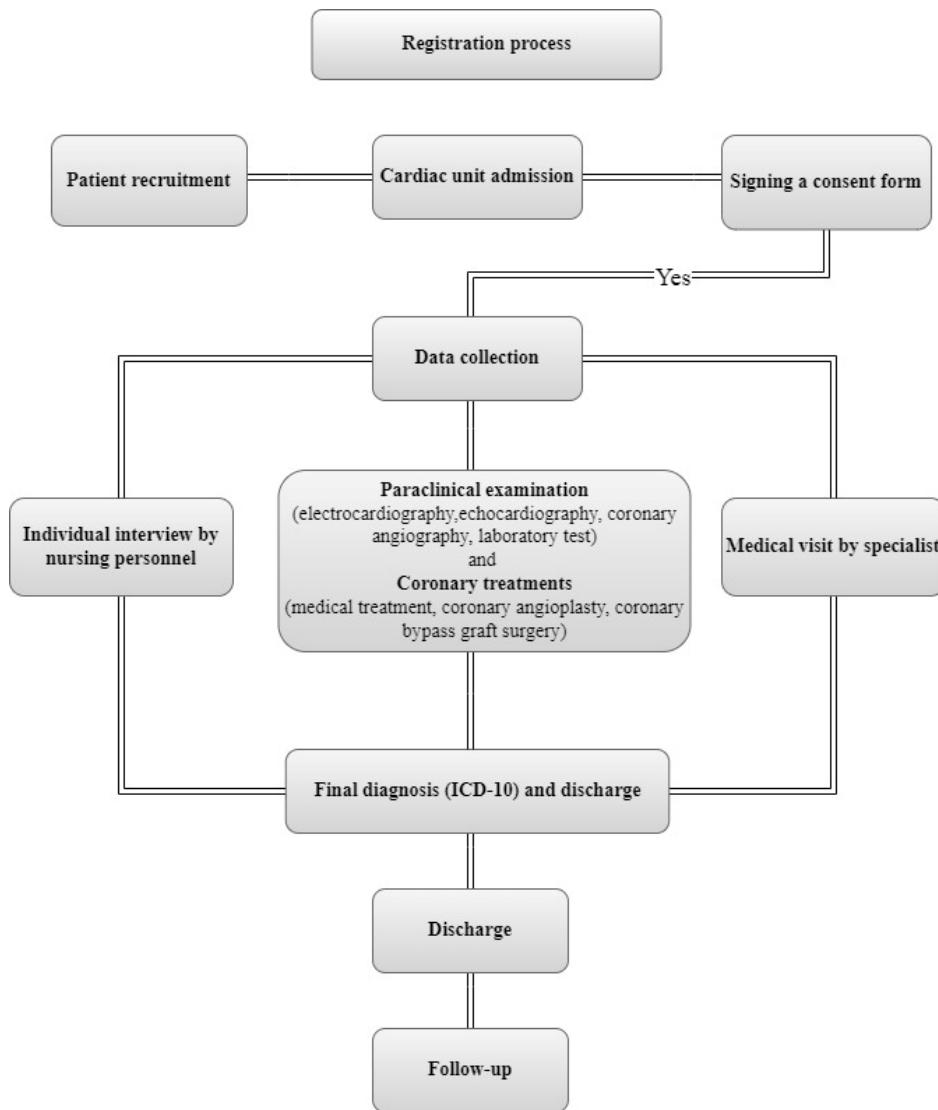 Registration process
Patient recruitment
Cardiac unit admission
Signing a consent form
Yes
Data collection
Individual interview by
nursing personnel
Paraclinical examination
(electrocardiography,echocardiography, coronary
angiography, laboratory test)
and
Coronary treatments
(medical treatment, coronary angioplasty, coronary
bypass graft surgery)
Medical visit by specialist
Final diagnosis (ICD-10) and discharge
Discharge
Follow-up